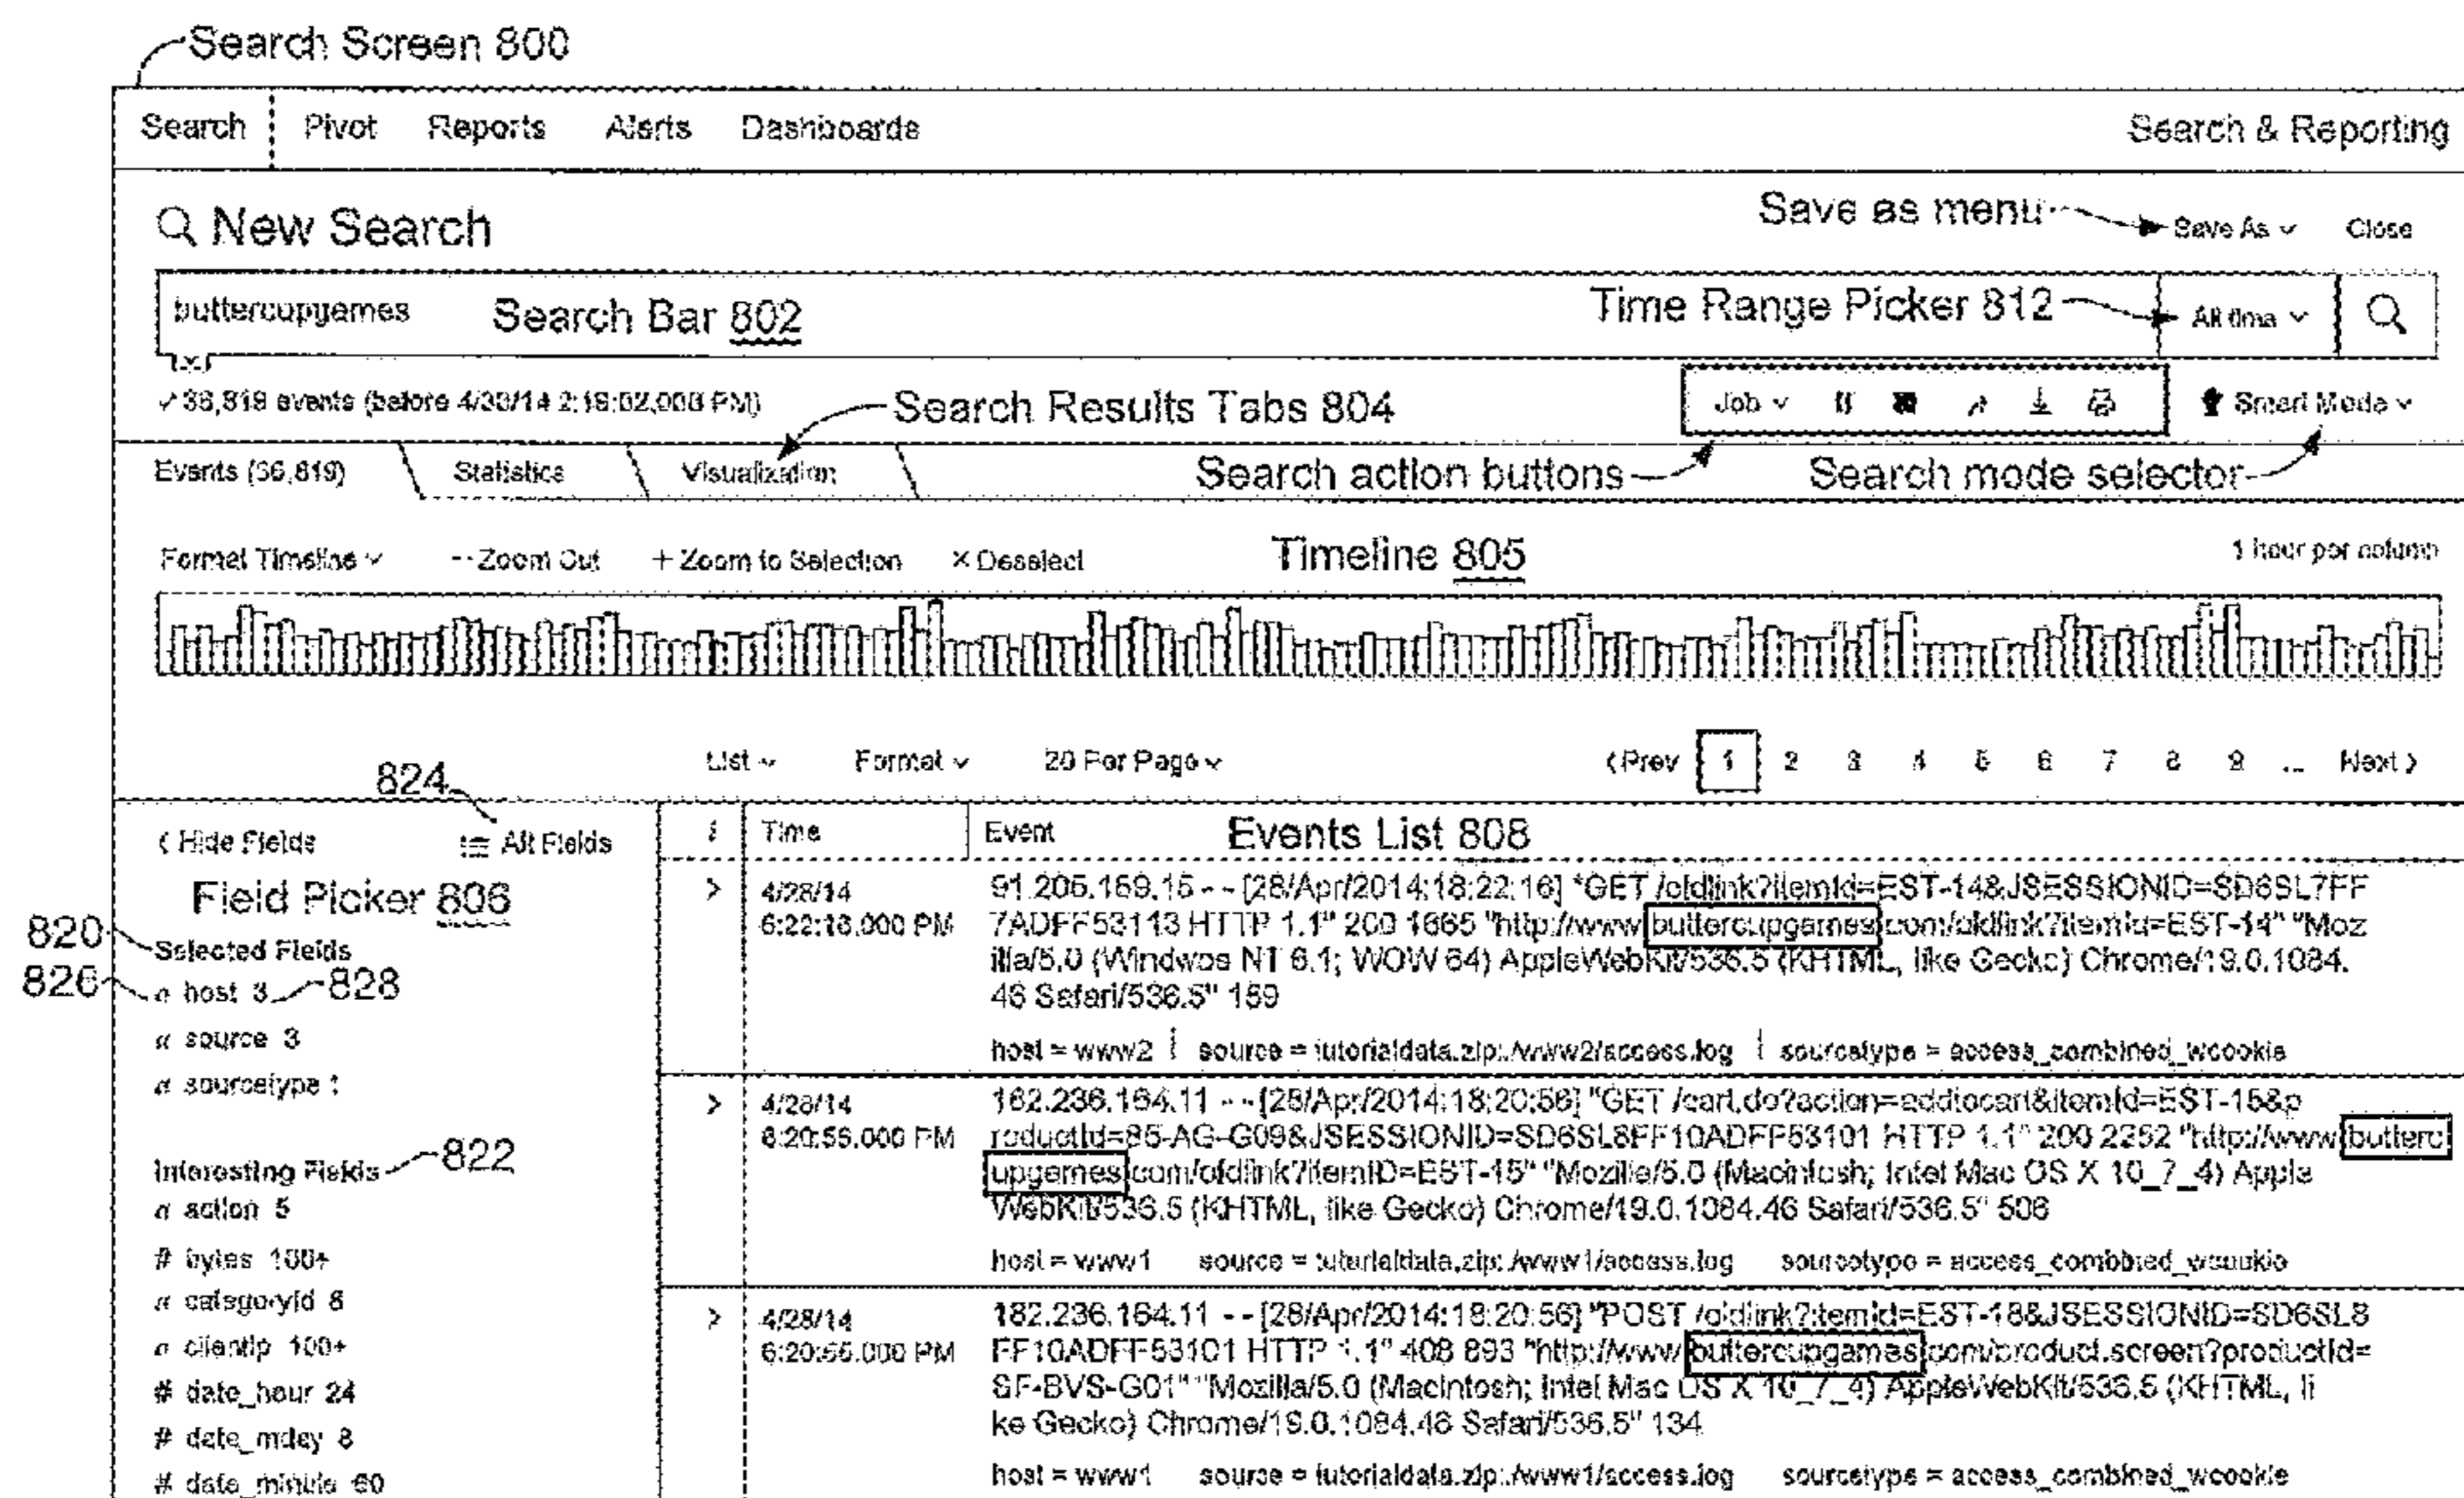 Search Screen 800
Search Pivot Reports Alerts Dashboards Search & Reporting
New Search
Save as menu Save As Close
buttercupgames Search Bar 802 Time Range Picker 812 All time
36,819 events (before 4/30/14 2:19:02.000 PM)
Search Results Tabs 804
Job Smart Mode
Events (36,819) Statistics Visualization Search action buttons Search mode selector
Format Timeline – Zoom Out + Zoom to Selection × Deselect Timeline 805 1 hour per column
List Format 20 Per Page < Prev 1 2 3 4 5 6 7 8 9 ... Next >
824
< Hide Fields All Fields
Field Picker 806
820 Selected Fields
826 a host 3 828
a source 3
a sourcetype 1
Interesting Fields 822
a action 5
# bytes 100+
a categoryId 8
a clientip 100+
# date_hour 24
# date_mday 8
# date_minute 60
i Time Event Events List 808
> 4/28/14
6:22:16.000 PM
91.205.189.15 - - [28/Apr/2014:18:22:16] "GET /oldlink?itemId=EST-14&JSESSIONID=SD6SL7FF
7ADFF53113 HTTP 1.1" 200 1665 "http://www.buttercupgames.com/oldlink?itemId=EST-14" "Moz
illa/5.0 (Windwos NT 6.1; WOW 64) AppleWebKit/536.5 (KHTML, like Gecko) Chrome/19.0.1084.
46 Safari/536.5" 159
host = www2 source = tutorialdata.zip:./www2/access.log sourcetype = access_combined_wcookie
> 4/28/14
6:20:56.000 PM
182.236.164.11 - - [28/Apr/2014:18:20:56] "GET /cart.do?action=addtocart&itemId=EST-15&p
roductId=85-AG-G09&JSESSIONID=SD6SL8FF10ADFF53101 HTTP 1.1" 200 2252 "http://www.butterc
upgames.com/oldlink?itemID=EST-15" "Mozilla/5.0 (Macintosh; Intel Mac OS X 10_7_4) Apple
WebKit/536.5 (KHTML, like Gecko) Chrome/19.0.1084.46 Safari/536.5" 506
host = www1 source = tutorialdata.zip:./www1/access.log sourcetype = access_combined_wcookie
> 4/28/14
6:20:56.000 PM
182.236.164.11 - - [28/Apr/2014:18:20:56] "POST /oldlink?itemId=EST-18&JSESSIONID=SD6SL8
FF10ADFF53101 HTTP 1.1" 408 893 "http://www.buttercupgames.com/product.screen?productId=
SF-BVS-G01" "Mozilla/5.0 (Macintosh; Intel Mac OS X 10_7_4) AppleWebKit/536.5 (KHTML, li
ke Gecko) Chrome/19.0.1084.46 Safari/536.5" 134
host = www1 source = tutorialdata.zip:./www1/access.log sourcetype = access_combined_wcookie